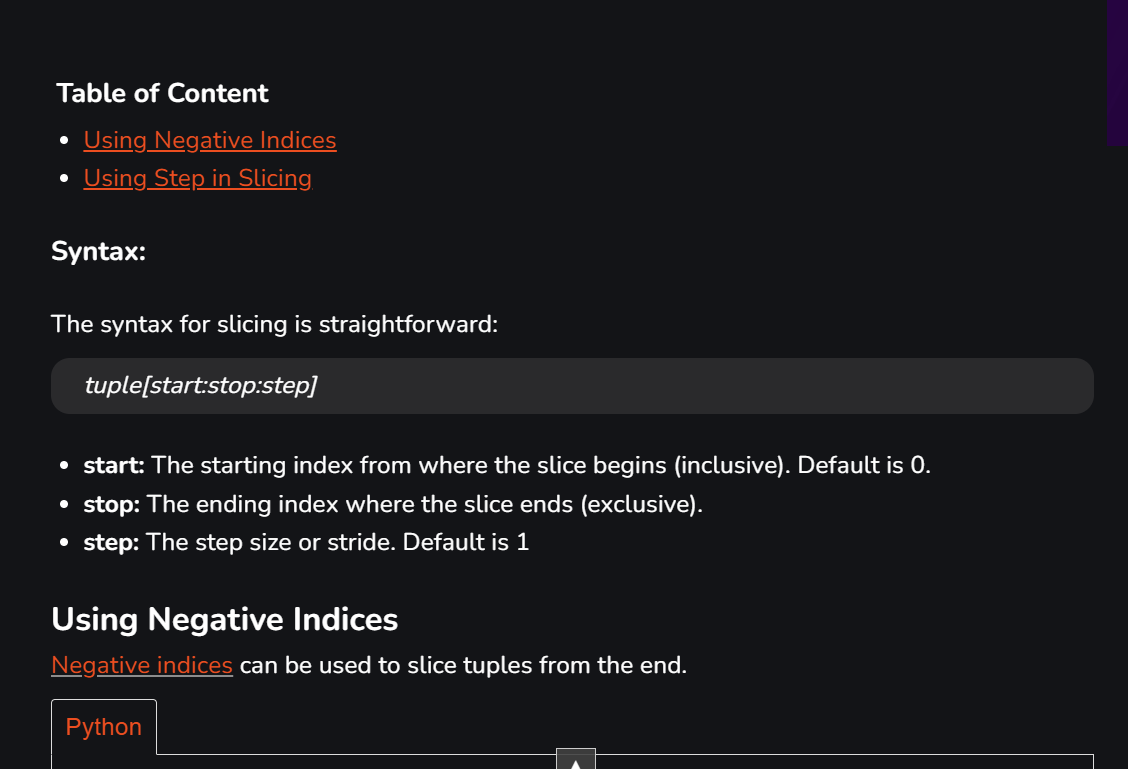 Table of Content
Using Negative Indices
Using Step in Slicing
Syntax:
The syntax for slicing is straightforward:
tuple[start:stop:step]
start: The starting index from where the slice begins (inclusive). Default is 0.
stop: The ending index where the slice ends (exclusive).
step: The step size or stride. Default is 1
Using Negative Indices
Negative indices can be used to slice tuples from the end.
Python